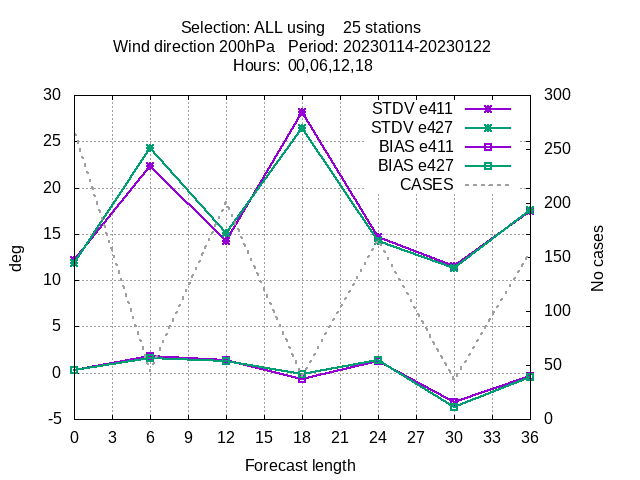 Selection: ALL using 25 stations
Wind direction 200hPa Period: 20230114-20230122
Hours: 00,06,12,18
STDV e411
STDV e427
BIAS e411
BIAS e427
CASES
30
25
20
15
10
5
0
-5
deg
300
250
200
150
100
50
0
No cases
0 3 6 9 12 15 18 21 24 27 30 33 36
Forecast length